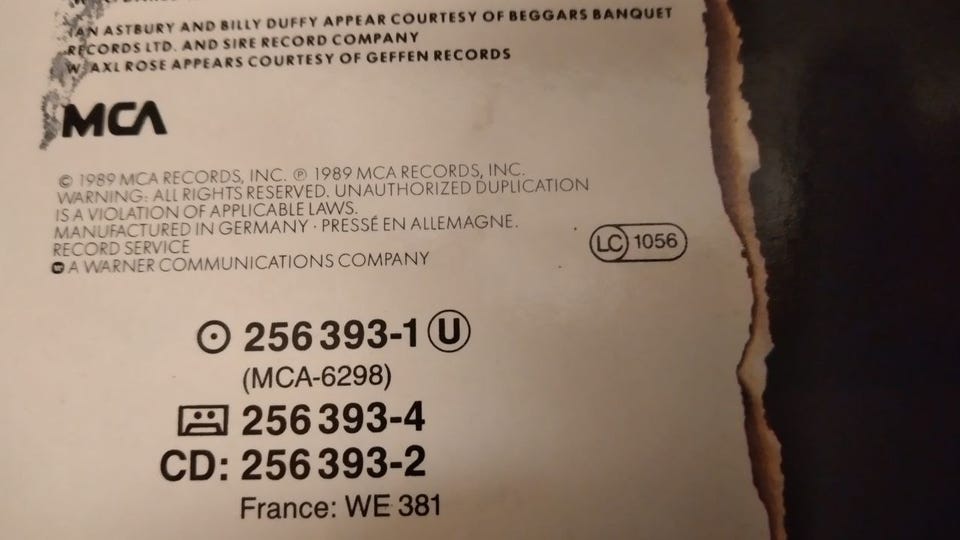 IAN ASTBURY AND BILLY DUFFY APPEAR COURTESY OF BEGGARS BANQUET
RECORDS LTD. AND SIRE RECORD COMPANY
W. AXL ROSE APPEARS COURTESY OF GEFFEN RECORDS
MCA
© 1989 MCA RECORDS, INC. ℗ 1989 MCA RECORDS, INC.
WARNING: ALL RIGHTS RESERVED. UNAUTHORIZED DUPLICATION
IS A VIOLATION OF APPLICABLE LAWS.
MANUFACTURED IN GERMANY · PRESSÉ EN ALLEMAGNE.
RECORD SERVICE
A WARNER COMMUNICATIONS COMPANY
LC 1056
256 393-1 Ⓤ
(MCA-6298)
256 393-4
CD: 256 393-2
France: WE 381